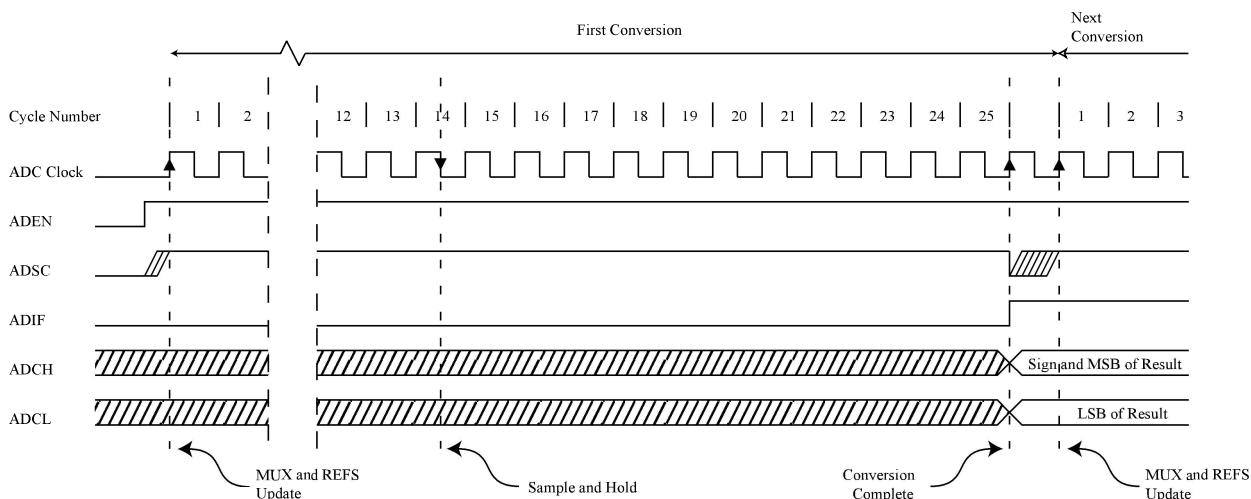 First Conversion
Next
Conversion
Cycle Number 1 2 12 13 14 15 16 17 18 19 20 21 22 23 24 25 1 2 3
ADC Clock
ADEN
ADSC
ADIF
ADCH Sign and MSB of Result
ADCL LSB of Result
MUX and REFS
Update
Sample and Hold
Conversion
Complete
MUX and REFS
Update